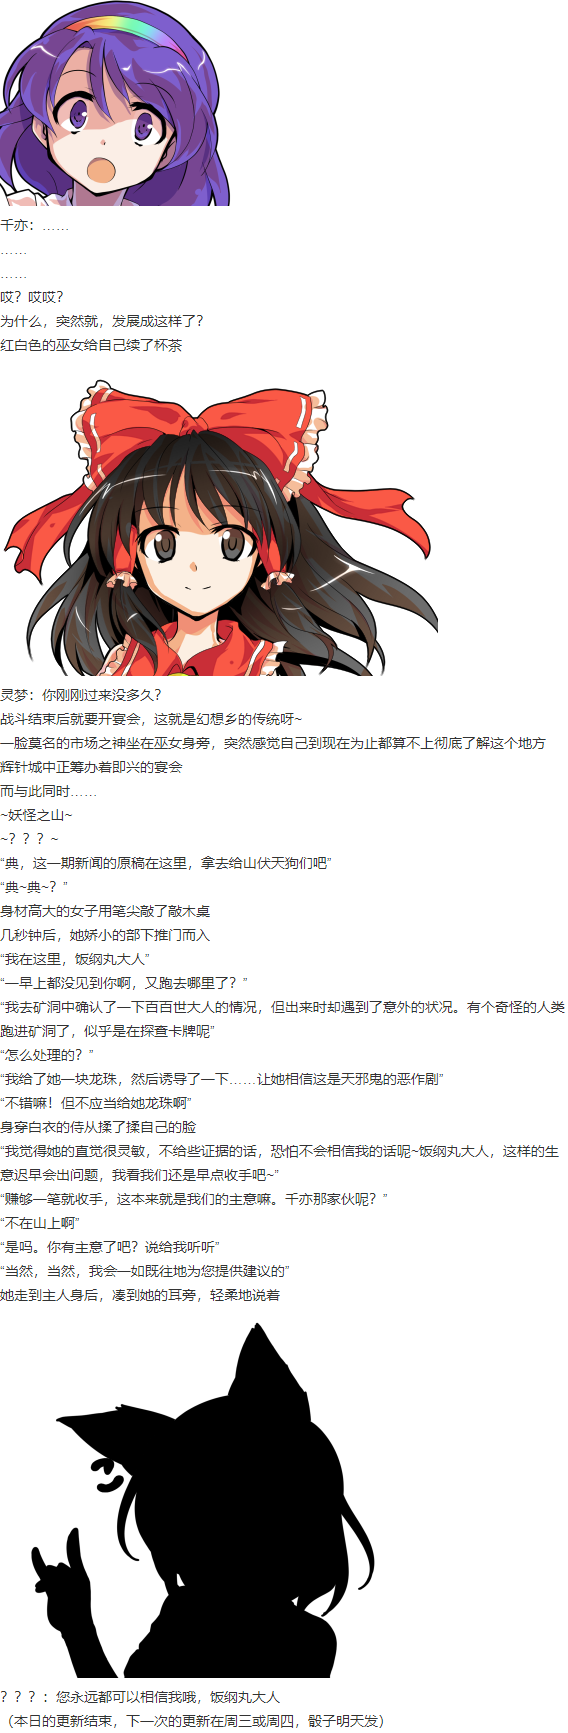 千亦：……
……
……
哎？哎哎？
为什么，突然就，发展成这样了？
红白色的巫女给自己续了杯茶
灵梦：你刚刚过来没多久？
战斗结束后就要开宴会，这就是幻想乡的传统呀~
一脸莫名的市场之神坐在巫女身旁，突然感觉自己到现在为止都算不上彻底了解这个地方
辉针城中正筹办着即兴的宴会
而与此同时……
~妖怪之山~
~？？？~
“典，这一期新闻的原稿在这里，拿去给山伏天狗们吧”
“典~典~？”
身材高大的女子用笔尖敲了敲木桌
几秒钟后，她娇小的部下推门而入
“我在这里，饭纲丸大人”
“一早上都没见到你啊，又跑去哪里了？”
“我去矿洞中确认了一下百百世大人的情况，但出来时却遇到了意外的状况。有个奇怪的人类
跑进矿洞了，似乎是在探查卡牌呢”
“怎么处理的？”
“我给了她一块龙珠，然后诱导了一下……让她相信这是天邪鬼的恶作剧”
“不错嘛！但不应当给她龙珠啊”
身穿白衣的侍从揉了揉自己的脸
“我觉得她的直觉很灵敏，不给些证据的话，恐怕不会相信我的话呢~饭纲丸大人，这样的生
意迟早会出问题，我看我们还是早点收手吧~”
“赚够一笔就收手，这本来就是我们的主意嘛。千亦那家伙呢？”
“不在山上啊”
“是吗。你有主意了吧？说给我听听”
“当然，当然，我会一如既往地为您提供建议的”
她走到主人身后，凑到她的耳旁，轻柔地说着
？？？：您永远都可以相信我哦，饭纲丸大人
（本日的更新结束，下一次的更新在周三或周四，骰子明天发）